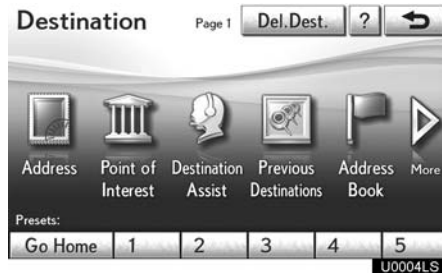 Destination Page 1 Del.Dest. ?
Address Point of Interest Destination Assist Previous Destinations Address Book More
Presets:
Go Home 1 2 3 4 5
U0004LS